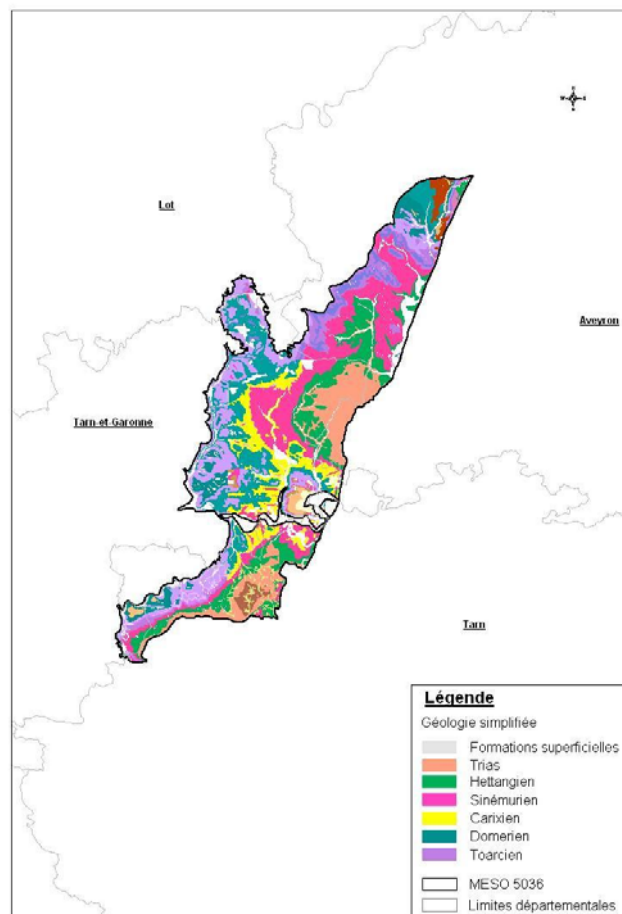 Lot
Aveyron
Tarn-et-Garonne
Tarn
Légende
Géologie simplifiée
Formations superficielles
Trias
Hettangien
Sinémurien
Carixien
Domerien
Toarcien
MESO 5036
Limites départementales